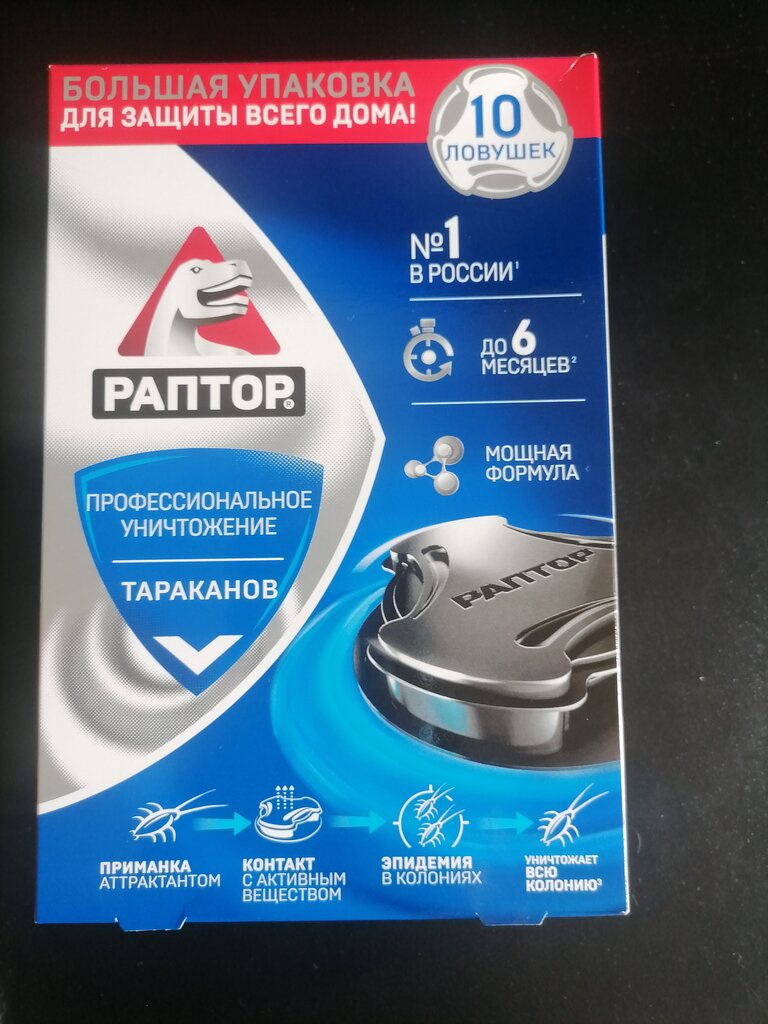 БОЛЬШАЯ УПАКОВКА
ДЛЯ ЗАЩИТЫ ВСЕГО ДОМА!
10
ЛОВУШЕК
№1
В РОССИИ¹
ДО 6
МЕСЯЦЕВ²
МОЩНАЯ
ФОРМУЛА
РАПТОР®
ПРОФЕССИОНАЛЬНОЕ
УНИЧТОЖЕНИЕ
ТАРАКАНОВ
РАПТОР
ПРИМАНКА
АТТРАКТАНТОМ
КОНТАКТ
С АКТИВНЫМ
ВЕЩЕСТВОМ
ЭПИДЕМИЯ
В КОЛОНИЯХ
УНИЧТОЖАЕТ
ВСЮ
КОЛОНИЮ³